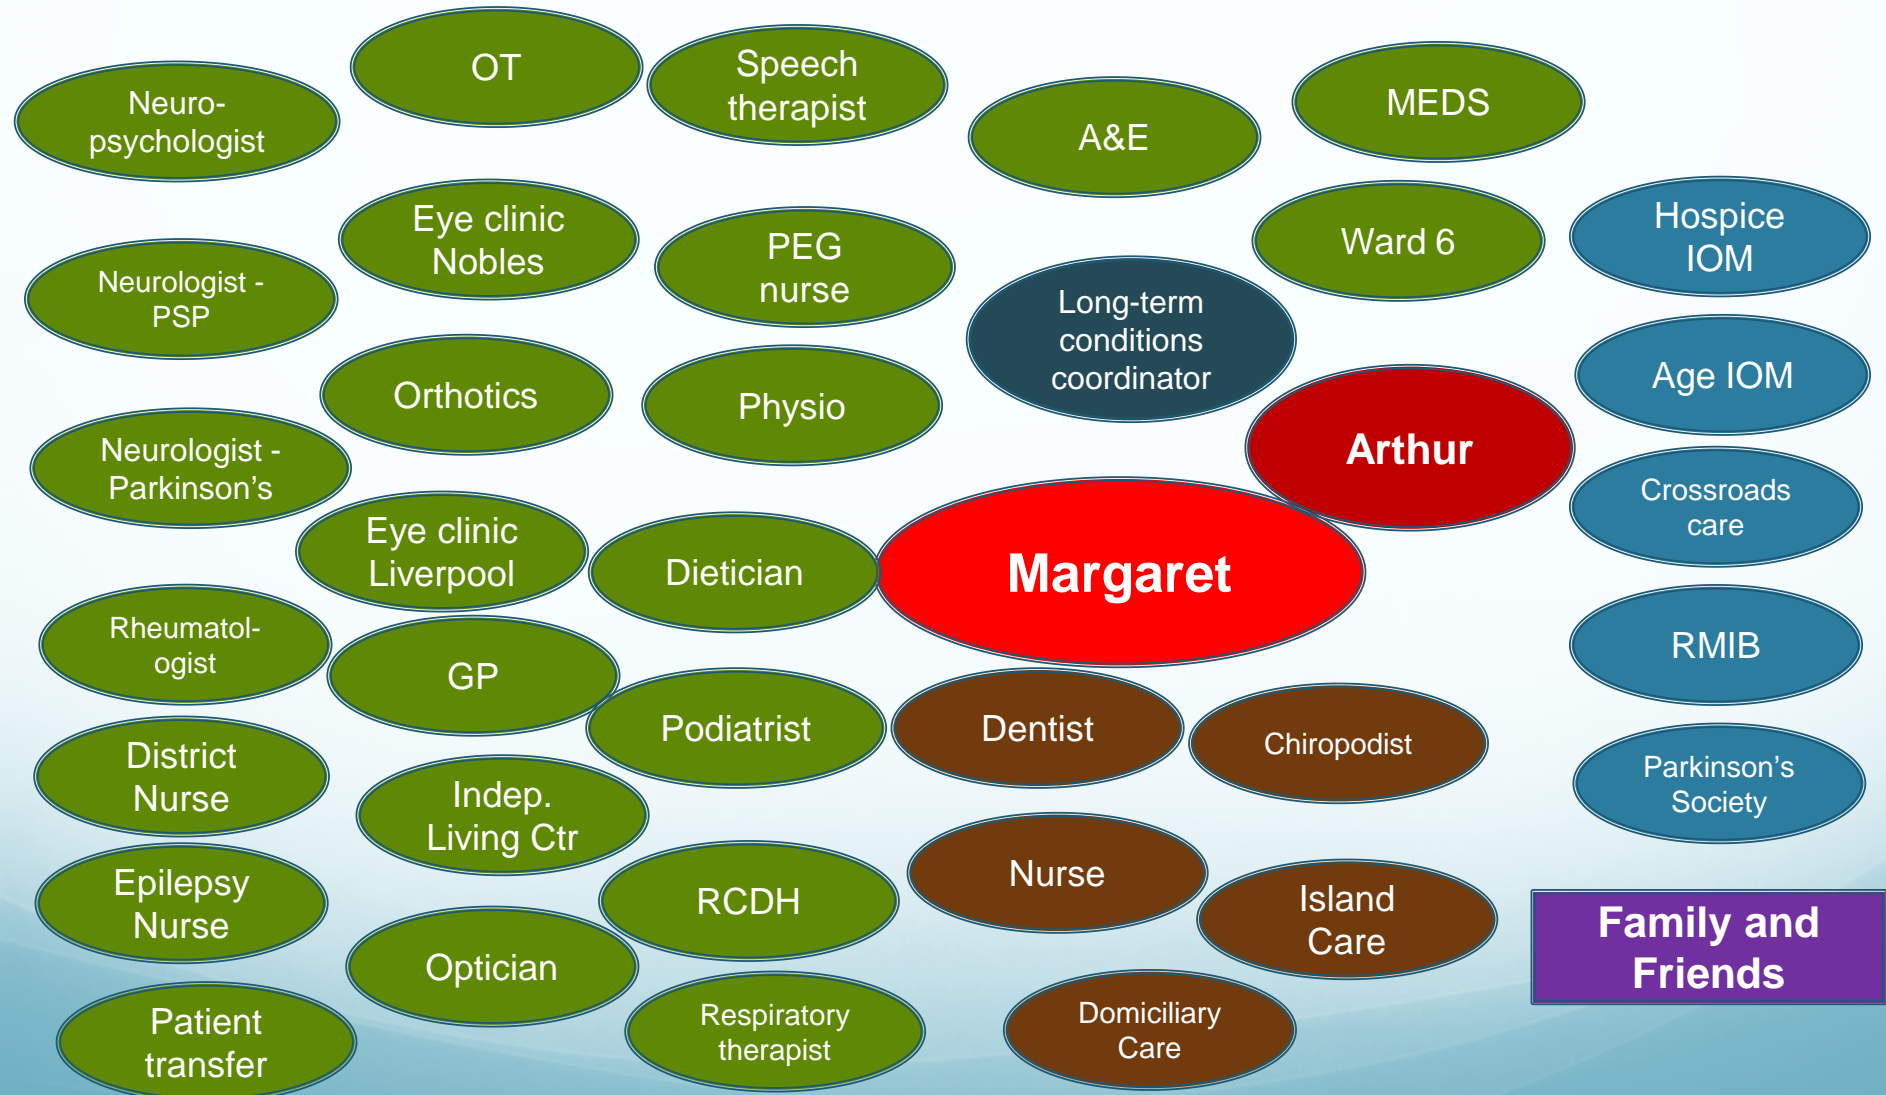 Neuro-
psychologist
OT
Speech
therapist
A&E
MEDS
Eye clinic
Nobles
PEG
nurse
Ward 6
Hospice
IOM
Neurologist -
PSP
Long-term
conditions
coordinator
Orthotics
Physio
Age IOM
Arthur
Neurologist -
Parkinson’s
Crossroads
care
Eye clinic
Liverpool
Dietician
Margaret
Rheumatol-
ogist
GP
RMIB
Podiatrist
Dentist
Chiropodist
District
Nurse
Indep.
Living Ctr
Parkinson’s
Society
Epilepsy
Nurse
RCDH
Nurse
Island
Care
Family and
Friends
Optician
Patient
transfer
Respiratory
therapist
Domiciliary
Care